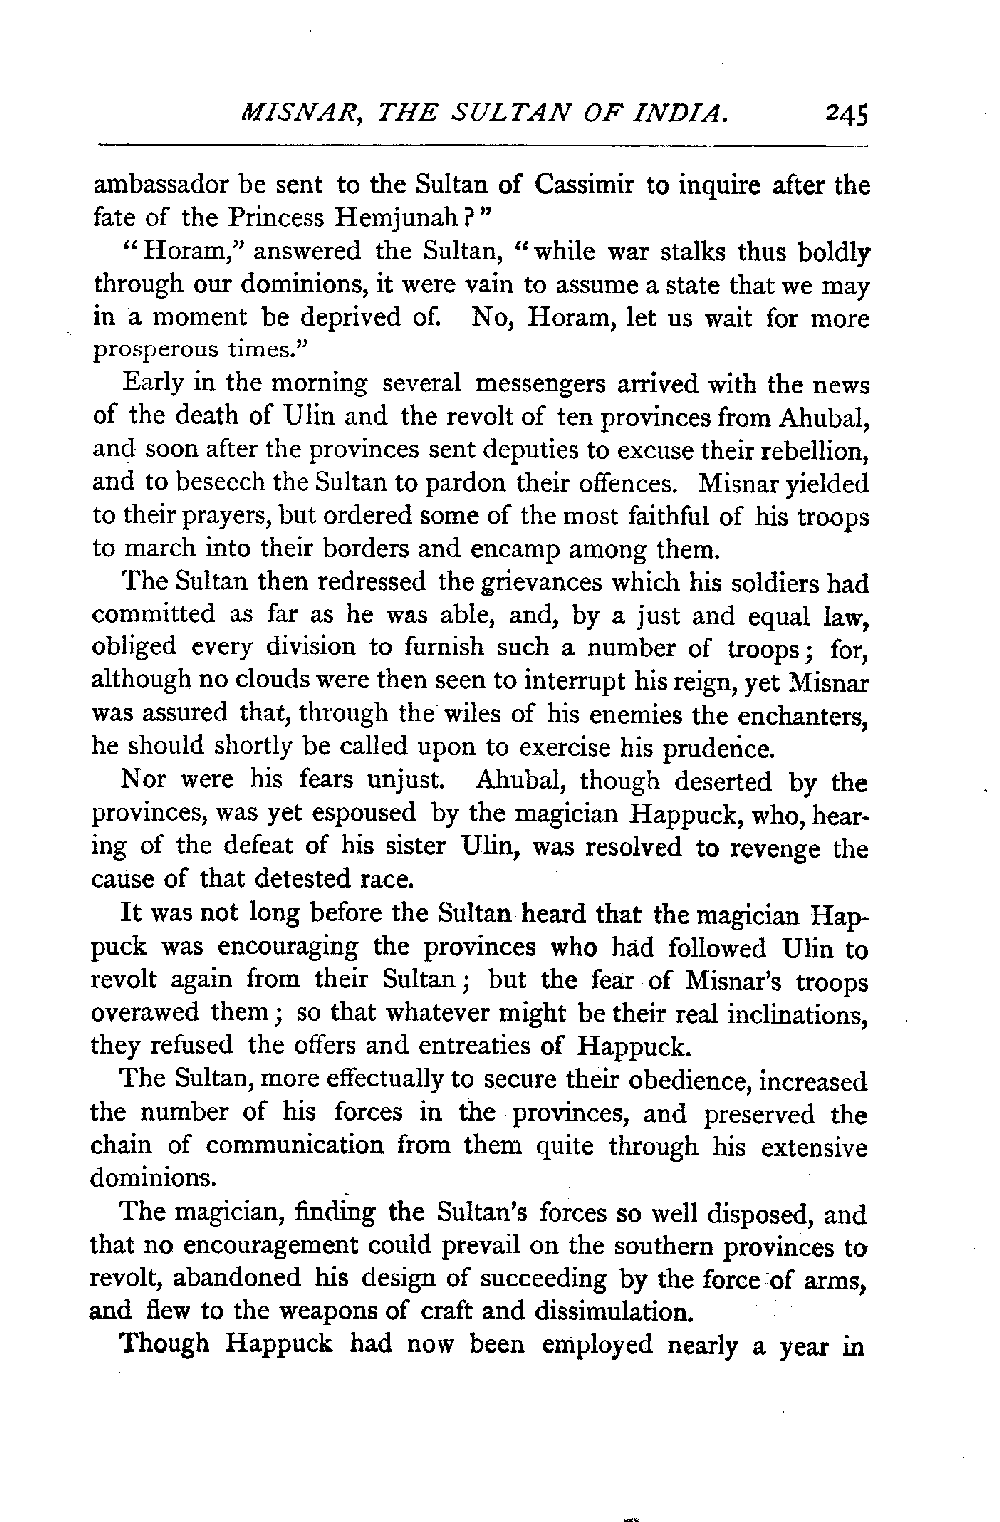 MISNAR, THE SULTAN OF INDIA. 245
ambassador be sent to the Sultan of Cassimir to inquire after the
fate of the Princess Hemjunah?"
"Horam," answered the Sultan, "while war stalks thus boldly
through our dominions, it were vain to assume a state that we may
in a moment be deprived of. No, Horam, let us wait for more
prosperous times."
Early in the morning several messengers arrived with the news
of the death of Ulin and the revolt of ten provinces from Ahubal,
and soon after the provinces sent deputies to excuse their rebellion,
and to beseech the Sultan to pardon their offences. Misnar yielded
to their prayers, but ordered some of the most faithful of his troops
to march into their borders and encamp among them.
The Sultan then redressed the grievances which his soldiers had
committed as far as he was able, and, by a just and equal law,
obliged every division to furnish such a number of troops; for,
although no clouds were then seen to interrupt his reign, yet Misnar
was assured that, through the wiles of his enemies the enchanters,
he should shortly be called upon to exercise his prudence.
Nor were his fears unjust. Ahubal, though deserted by the
provinces, was yet espoused by the magician Happuck, who, hear-
ing of the defeat of his sister Ulin, was resolved to revenge the
cause of that detested race.
It was not long before the Sultan heard that the magician Hap-
puck was encouraging the provinces who had followed Ulin to
revolt again from their Sultan; but the fear of Misnar's troops
overawed them; so that whatever might be their real inclinations,
they refused the offers and entreaties of Happuck.
The Sultan, more effectually to secure their obedience, increased
the number of his forces in the provinces, and preserved the
chain of communication from them quite through his extensive
dominions.
The magician, finding the Sultan's forces so well disposed, and
that no encouragement could prevail on the southern provinces to
revolt, abandoned his design of succeeding by the force of arms,
and flew to the weapons of craft and dissimulation.
Though Happuck had now been employed nearly a year in